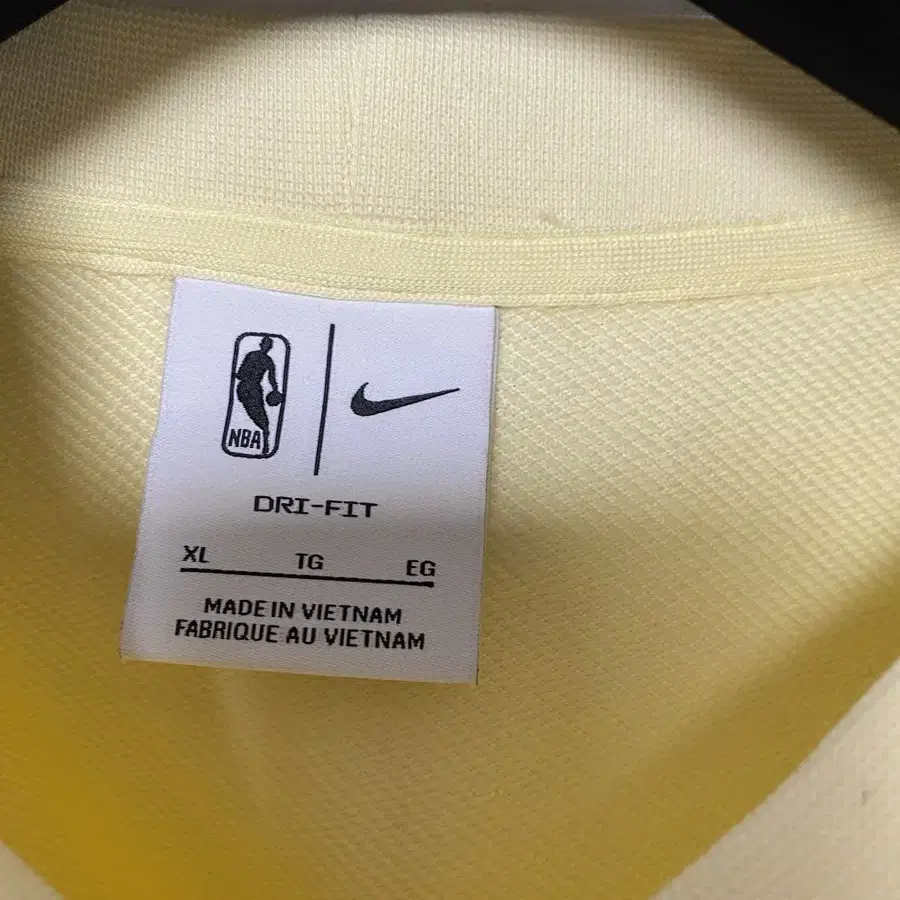 NBA
DRI-FIT
XL TG EG
MADE IN VIETNAM
FABRIQUE AU VIETNAM